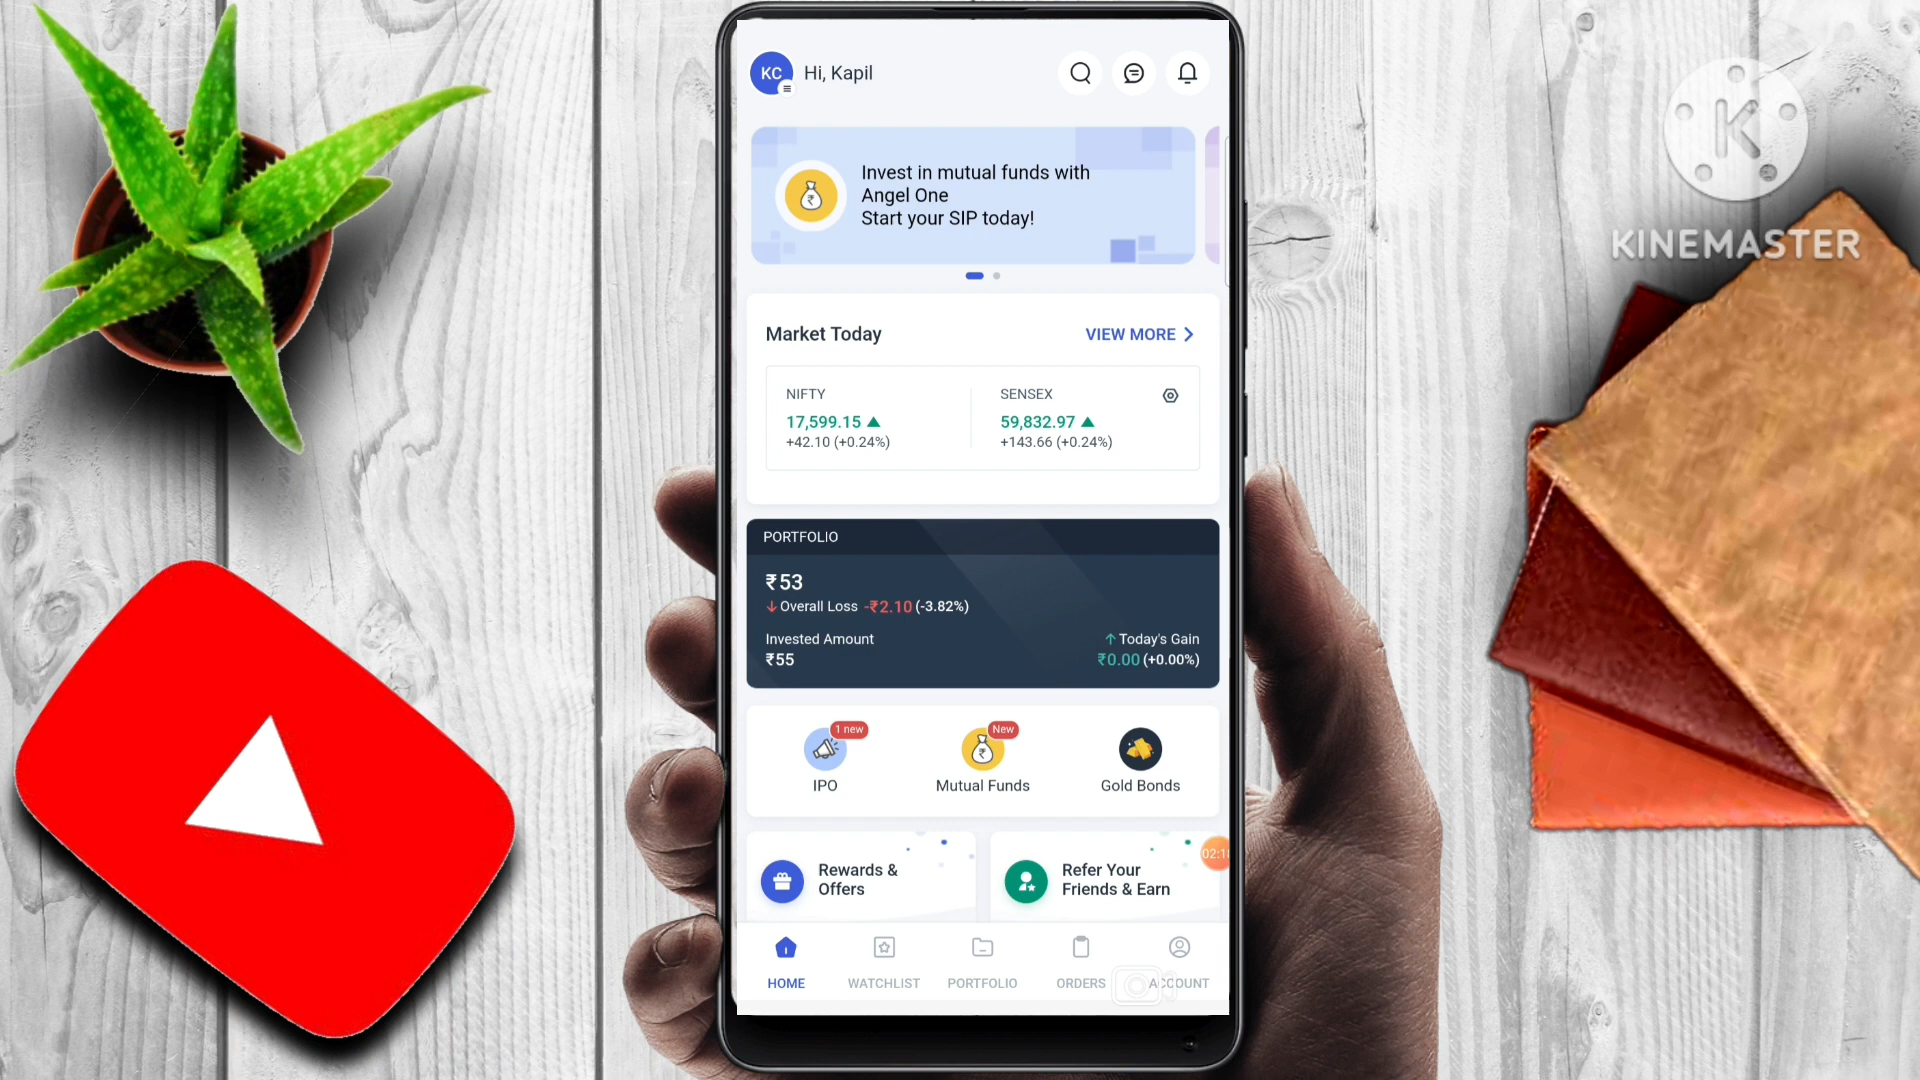 KC
Hi, Kapil
Invest in mutual funds with
Angel One
Start your SIP today!
Market Today
VIEW MORE
NIFTY
17,599.15
+42.10 (+0.24%)
SENSEX
59,832.97
+143.66 (+0.24%)
PORTFOLIO
₹53
Overall Loss -₹2.10 (-3.82%)
Invested Amount
₹55
Today's Gain
₹0.00 (+0.00%)
1 new
IPO
New
Mutual Funds
Gold Bonds
Rewards &
Offers
Refer Your
Friends & Earn
HOME
WATCHLIST
PORTFOLIO
ORDERS
ACCOUNT
K
KINEMASTER